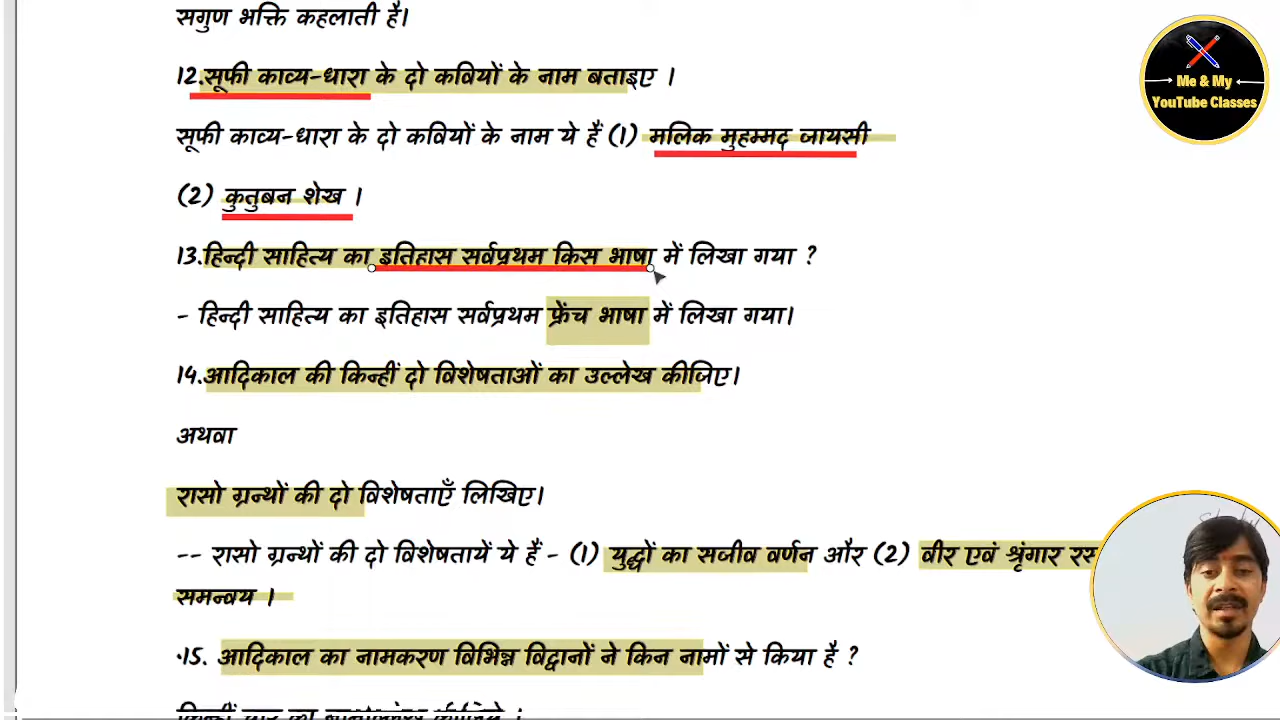 सगुण भक्ति कहलाती है।
Me & My
YouTube Classes
12.सूफी काव्य-धारा के दो कवियों के नाम बताइए ।
सूफी काव्य-धारा के दो कवियों के नाम ये हैं (1) मलिक मुहम्मद जायसी
(2) कुतुबन शेख ।
13.हिन्दी साहित्य का इतिहास सर्वप्रथम किस भाषा में लिखा गया ?
- हिन्दी साहित्य का इतिहास सर्वप्रथम फ्रेंच भाषा में लिखा गया।
14.आदिकाल की किन्हीं दो विशेषताओं का उल्लेख कीजिए।
अथवा
रासो ग्रन्थों की दो विशेषताएँ लिखिए।
-- रासो ग्रन्थों की दो विशेषतायें ये हैं - (1) युद्धों का सजीव वर्णन और (2) वीर एवं श्रृंगार रस
समन्वय ।
·15. आदिकाल का नामकरण विभिन्न विद्वानों ने किन नामों से किया है ?